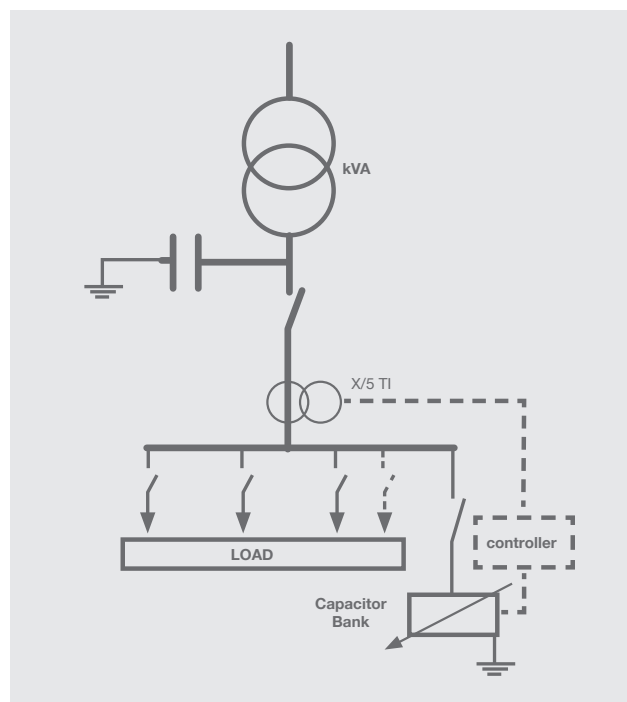 kVA
X/5 TI
LOAD
controller
Capacitor
Bank